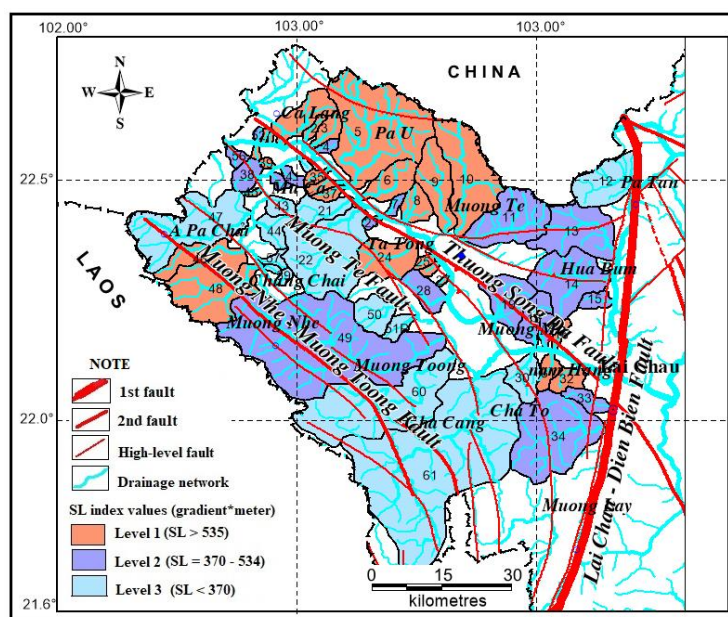 102.00° 103.00° 103.00°
N
W E
S
CHINA
Ca Lang
23
5
Pa U
22.5°
38
6
9
10
8
12
Pa Tan
47
43
21
7
Muong Te
11
13
A Pa Chai
44
Ta Tong
LAOS
Muong Te Fault
22
24
25
Thuong Song Da Fault
Hua Bum
14
Chung Chai
48
28
15
Muong Nhe
50
51B
Muong Mo
49
Muong Toong
Muong Nhe - Muong Toong Fault
nam Hang
Lai Chau
30
32
60
33
22.0°
Cha Cang
Cha To
34
61
Muong Lay
Lai Chau - Dien Bien Fault
NOTE
1st fault
2nd fault
High-level fault
Drainage network
SL index values (gradient*meter)
Level 1 (SL > 535)
Level 2 (SL = 370 - 534)
Level 3 (SL < 370)
0 15 30
kilometres
21.6°